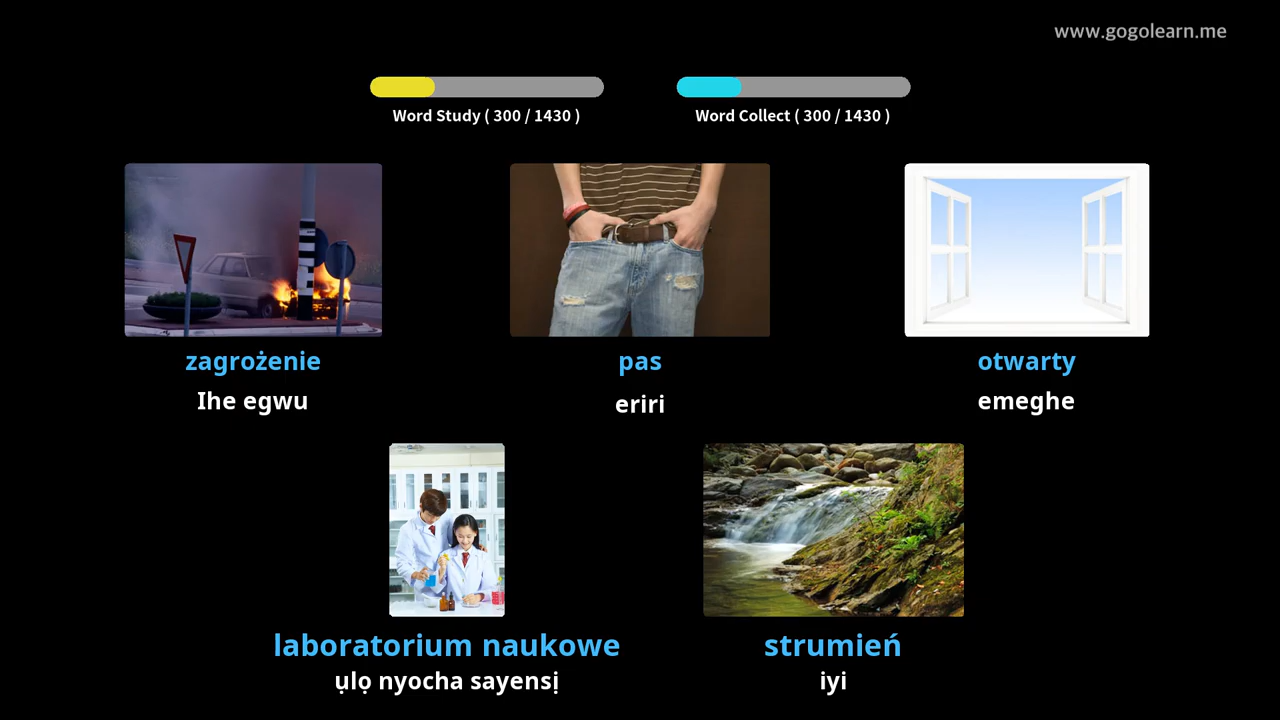 www.gogolearn.me
Word Study ( 300 / 1430 )
Word Collect ( 300 / 1430 )
zagrożenie
Ihe egwu
pas
eriri
otwarty
emeghe
laboratorium naukowe
ụlọ nyocha sayensị
strumień
iyi